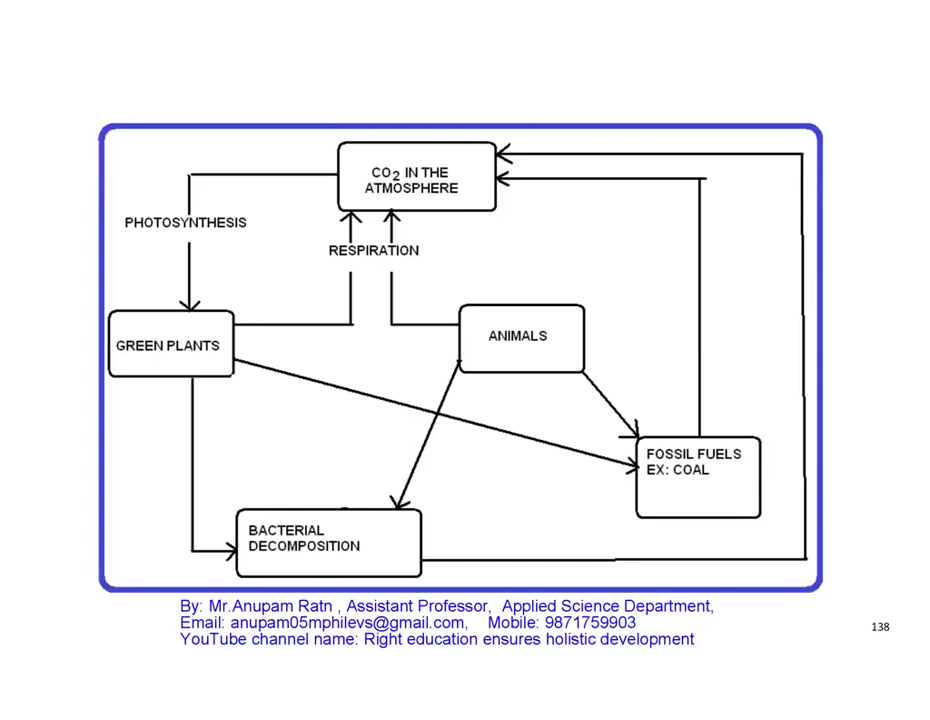 CO2 IN THE
ATMOSPHERE
PHOTOSYNTHESIS
RESPIRATION
GREEN PLANTS
ANIMALS
FOSSIL FUELS
EX: COAL
BACTERIAL
DECOMPOSITION
By: Mr.Anupam Ratn , Assistant Professor, Applied Science Department,
Email: anupam05mphilevs@gmail.com, Mobile: 9871759903
YouTube channel name: Right education ensures holistic development
138